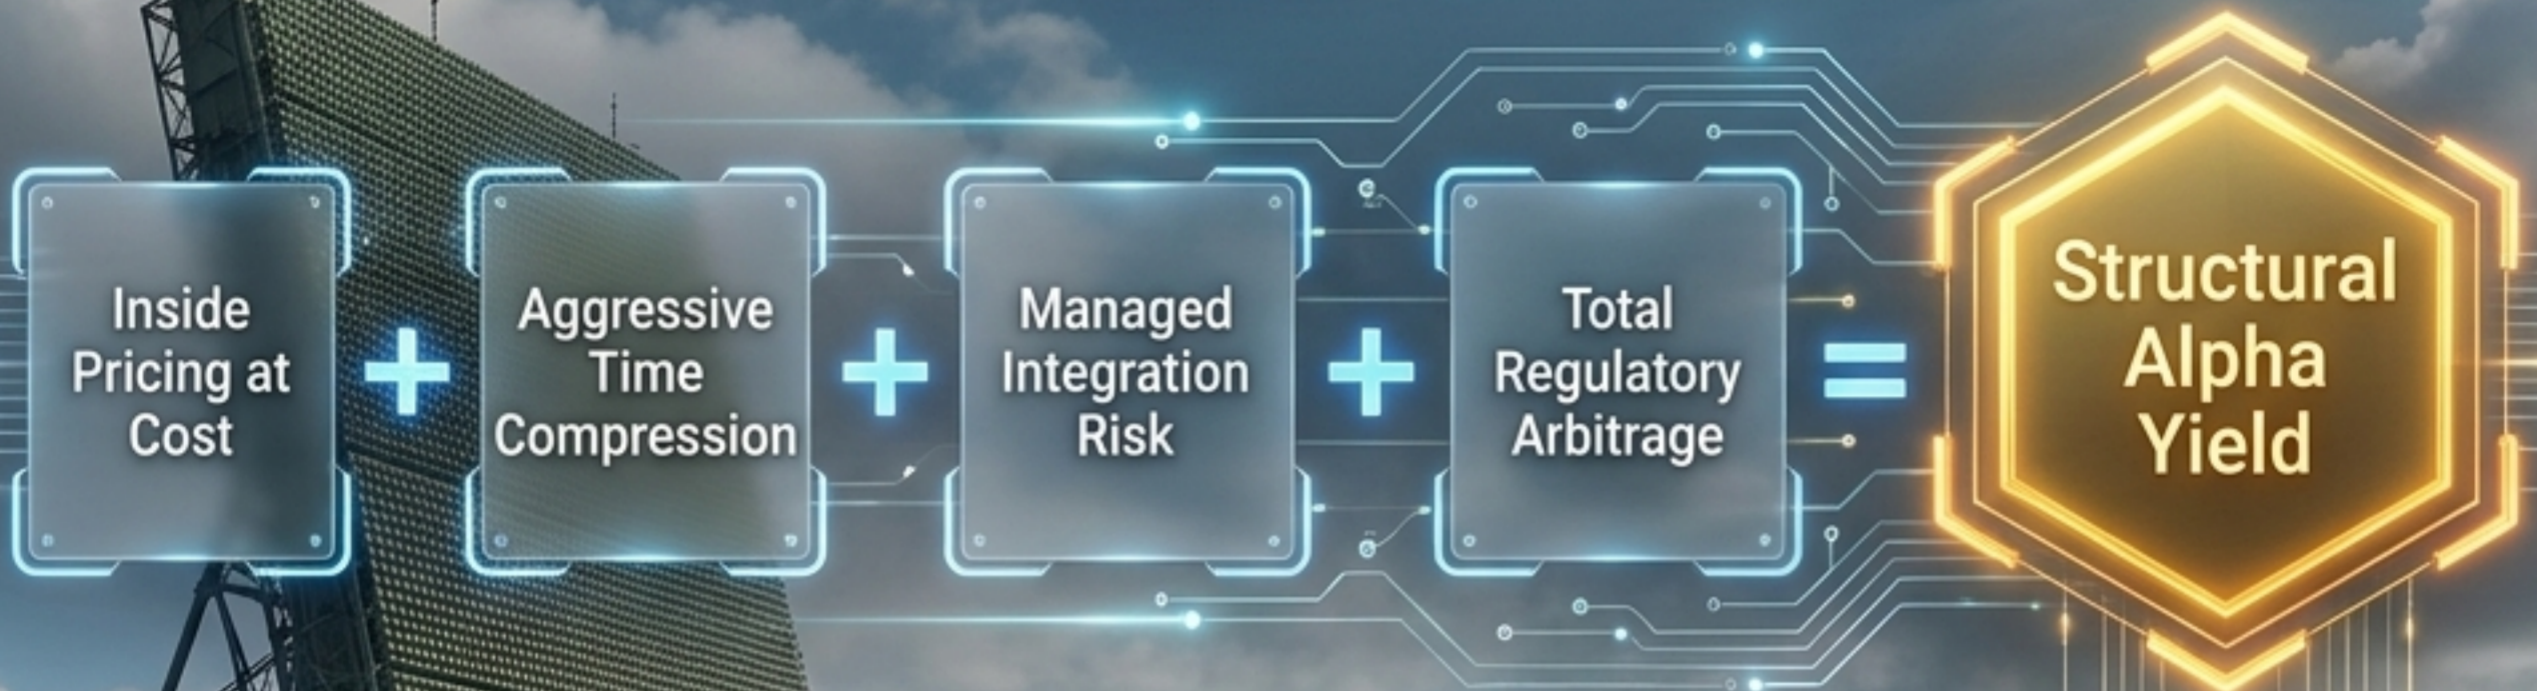 Inside
Pricing at
Cost
+
Aggressive
Time
Compression
+
Managed
Integration
Risk
+
Total
Regulatory
Arbitrage
=
Structural
Alpha
Yield